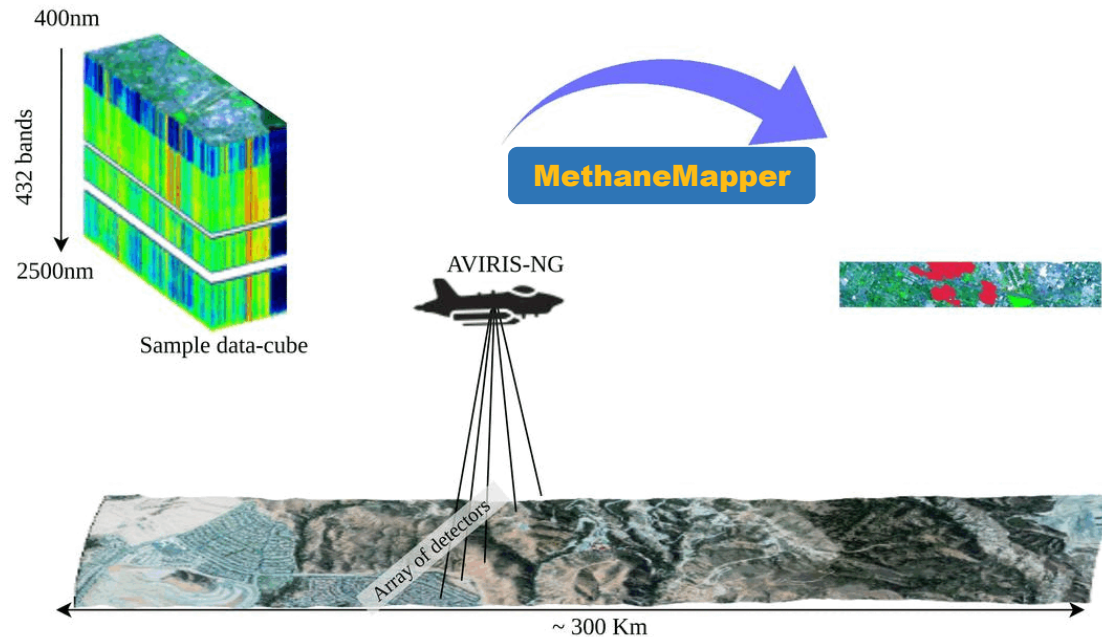 400nm
432 bands
2500nm
Sample data-cube
MethaneMapper
AVIRIS-NG
Array of detectors
~ 300 Km